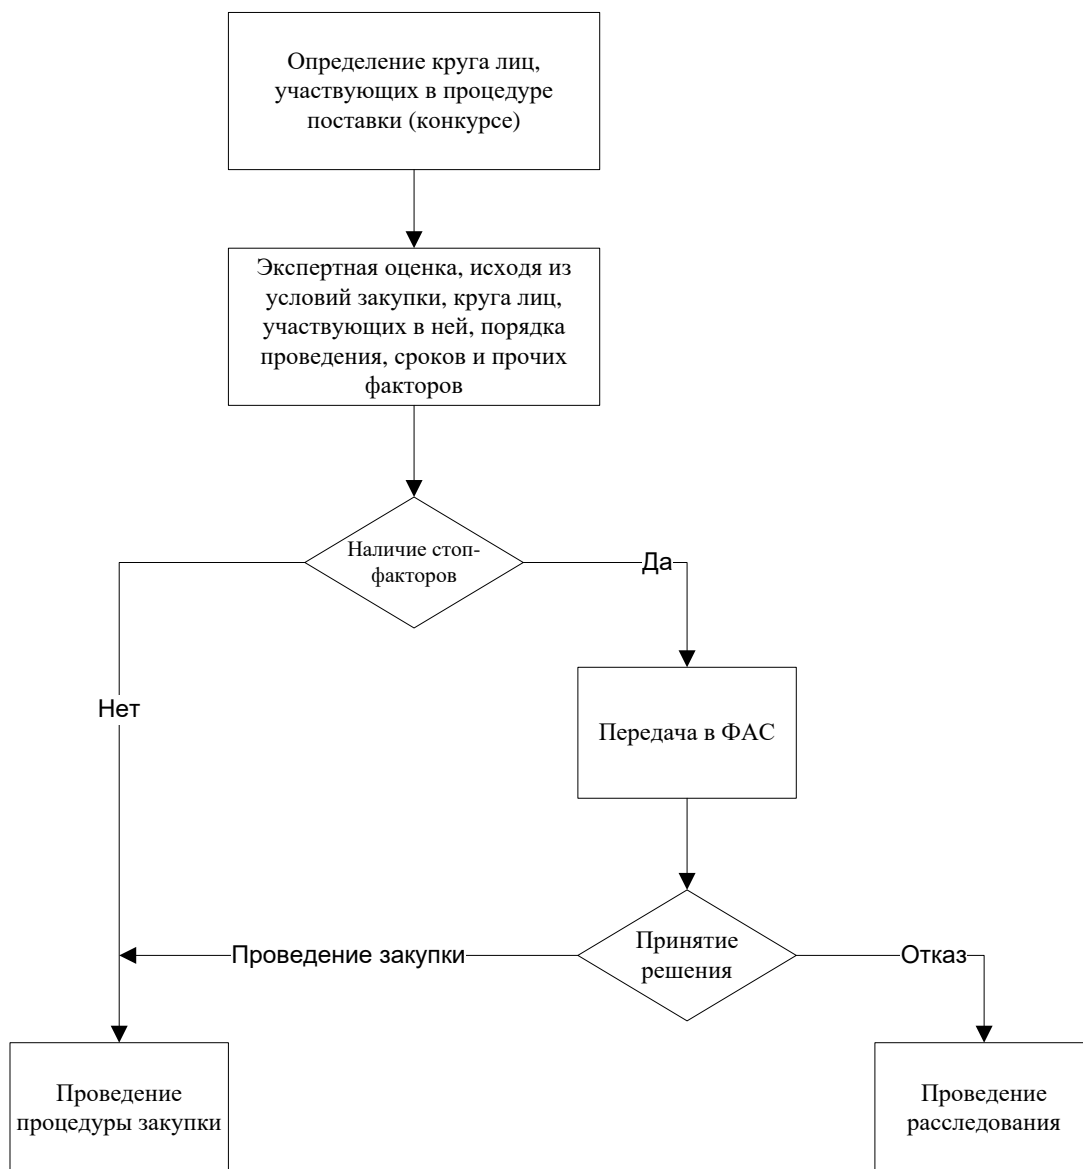 Определение круга лиц,
участвующих в процедуре
поставки (конкурсе)
Экспертная оценка, исходя из
условий закупки, круга лиц,
участвующих в ней, порядка
проведения, сроков и прочих
факторов
Наличие стоп-
факторов
Да
Нет
Передача в ФАС
Принятие
решения
Проведение закупки
Отказ
Проведение
процедуры закупки
Проведение
расследования